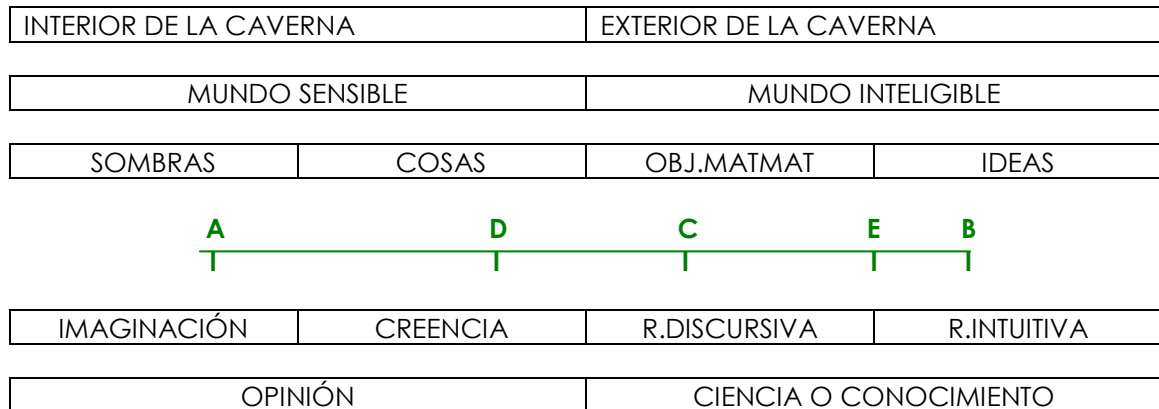 INTERIOR DE LA CAVERNA EXTERIOR DE LA CAVERNA
MUNDO SENSIBLE MUNDO INTELIGIBLE
SOMBRAS COSAS OBJ.MATMAT IDEAS
A D C E B
IMAGINACIÓN CREENCIA R.DISCURSIVA R.INTUITIVA
OPINIÓN CIENCIA O CONOCIMIENTO